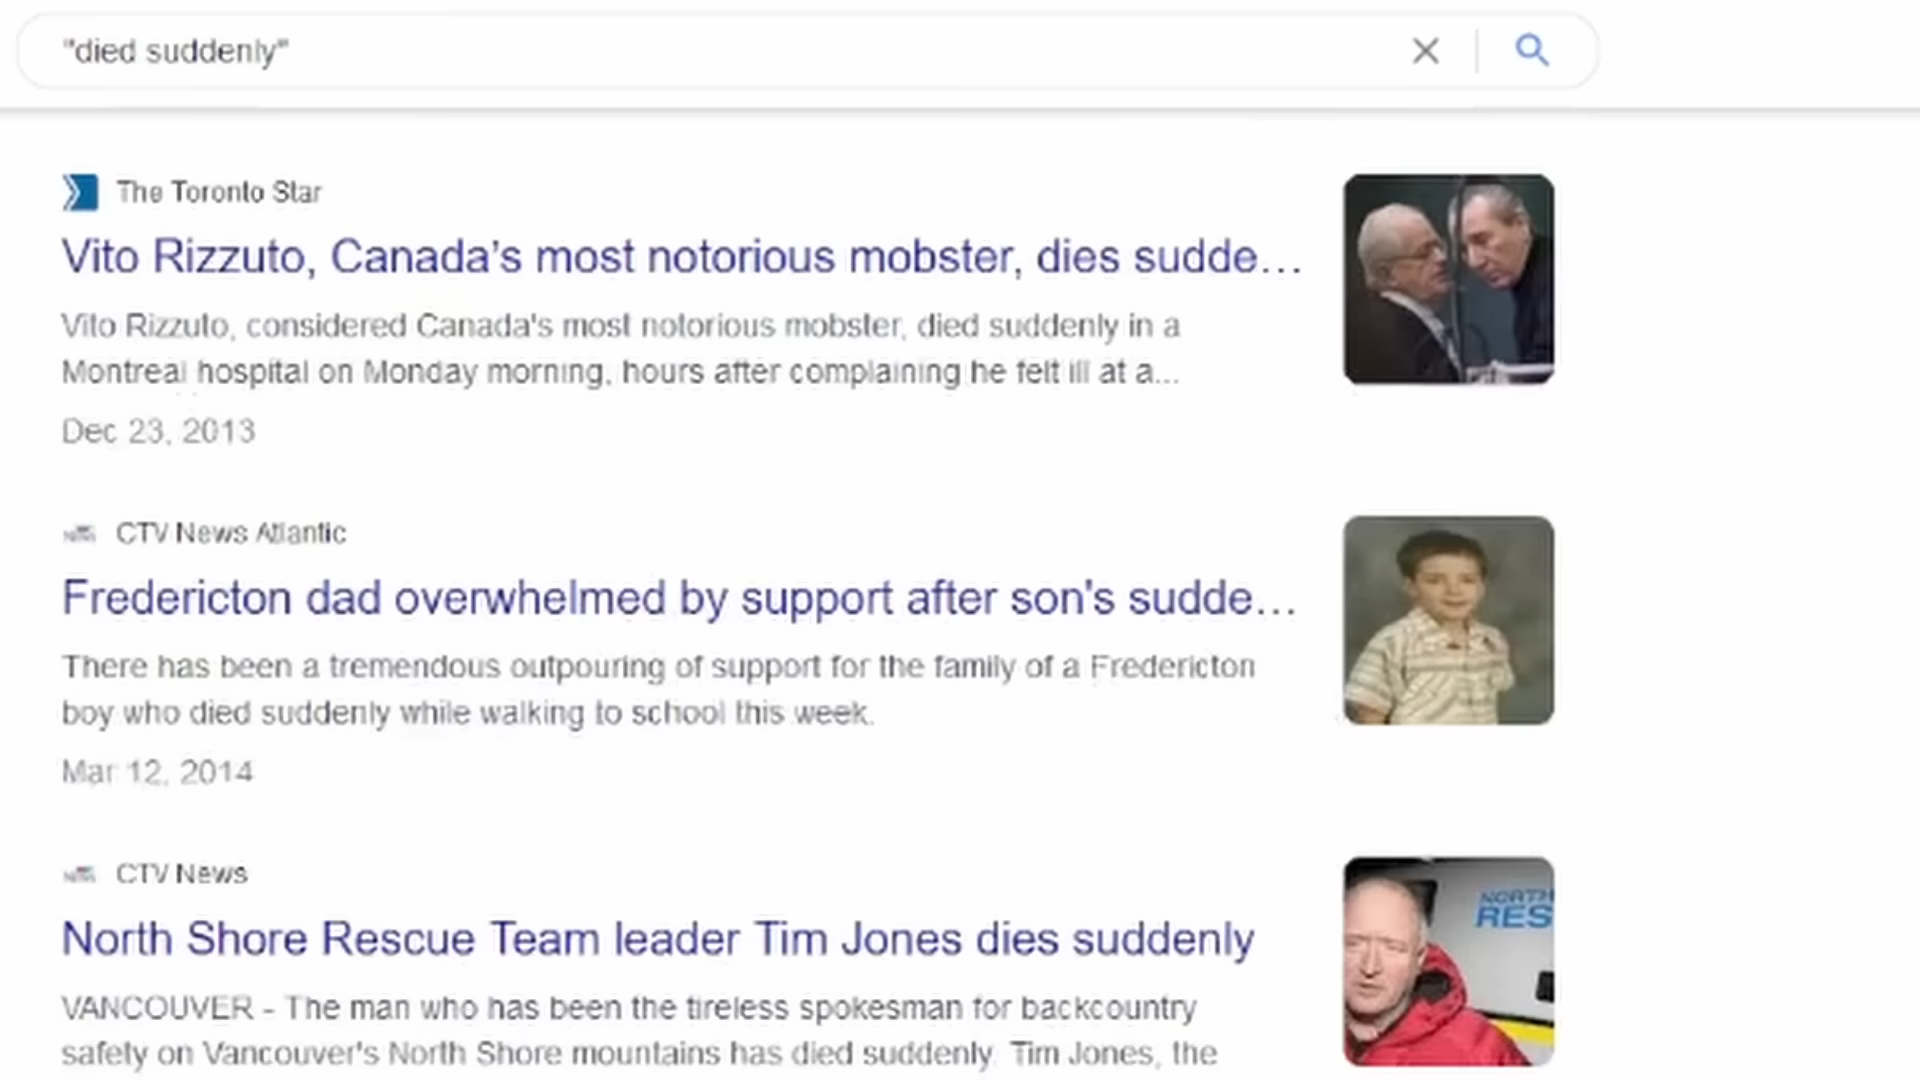 "died suddenly"
The Toronto Star
Vito Rizzuto, Canada's most notorious mobster, dies sudde...
Vito Rizzuto, considered Canada's most notorious mobster, died suddenly in a
Montreal hospital on Monday morning, hours after complaining he felt ill at a...
Dec 23, 2013
CTV News Atlantic
Fredericton dad overwhelmed by support after son's sudde...
There has been a tremendous outpouring of support for the family of a Fredericton
boy who died suddenly while walking to school this week.
Mar 12, 2014
CTV News
North Shore Rescue Team leader Tim Jones dies suddenly
NORTH
RES
VANCOUVER - The man who has been the tireless spokesman for backcountry
safety on Vancouver's North Shore mountains has died suddenly. Tim Jones, the